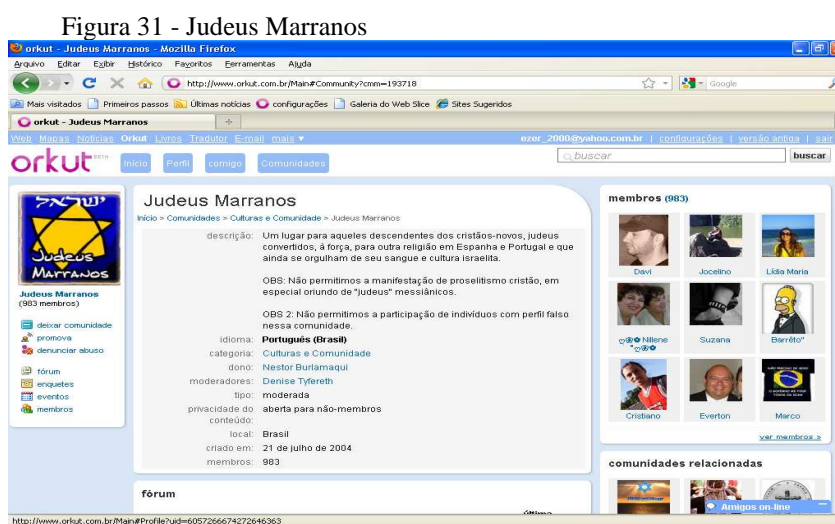 Figura 31 - Judeus Marranos
orkut - Judeus Marranos - Mozilla Firefox
Arquivo Editar Exibir Histórico Favoritos Ferramentas Ajuda
http://www.orkut.com.br/Main#Community?cmm=193718
Google
Mais visitados Primeiros passos Últimas notícias configurações Galeria do Web Slice Sites Sugeridos
orkut - Judeus Marranos
Web Mapas Notícias Orkut Livros Tradutor E-mail mais ▼ ezer_2000@yahoo.com.br | configurações | versão antiga | sair
orkut BETA Início Perfil comigo Comunidades buscar buscar
ישראל
Judeus
Marranos
Judeus Marranos
(983 membros)
deixar comunidade
promova
denunciar abuso
fórum
enquetes
eventos
membros
Judeus Marranos
Início > Comunidades > Culturas e Comunidade > Judeus Marranos
descrição: Um lugar para aqueles descendentes dos cristãos-novos, judeus
convertidos, à força, para outra religião em Espanha e Portugal e que
ainda se orgulham de seu sangue e cultura israelita.
OBS: Não permitimos a manifestação de proselitismo cristão, em
especial oriundo de "judeus" messiânicos.
OBS 2: Não permitimos a participação de indivíduos com perfil falso
nessa comunidade.
idioma: Português (Brasil)
categoria: Culturas e Comunidade
dono: Nestor Burlamaqui
moderadores: Denise Tyfereth
tipo: moderada
privacidade do
conteúdo: aberta para não-membros
local: Brasil
criado em: 21 de julho de 2004
membros: 983
fórum
última
membros (983)
Davi Jocelino Lídia Maria
Nilene Suzana Barrêto"
Cristiano Everton Marco
ver membros >
comunidades relacionadas
Amigos on-line
http://www.orkut.com.br/Main#Profile?uid=6057266674272646363